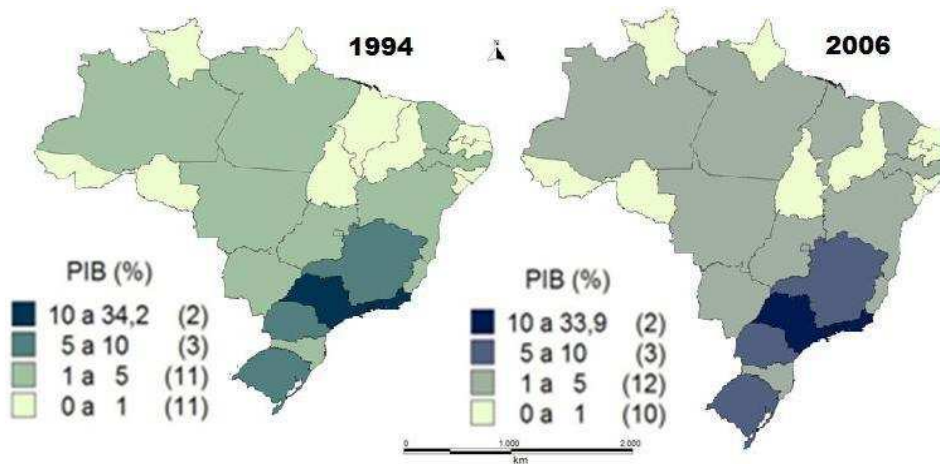 1994
N
2006
PIB (%)
10 a 34,2 (2)
5 a 10 (3)
1 a 5 (11)
0 a 1 (11)
PIB (%)
10 a 33,9 (2)
5 a 10 (3)
1 a 5 (12)
0 a 1 (10)
0 1.000 2.000
km